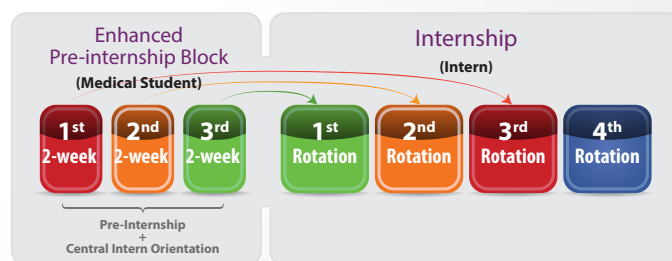 Enhanced
Pre-internship Block
(Medical Student)
1st
2-week
2nd
2-week
3rd
2-week
Pre-Internship
+
Central Intern Orientation
Internship
(Intern)
1st
Rotation
2nd
Rotation
3rd
Rotation
4th
Rotation